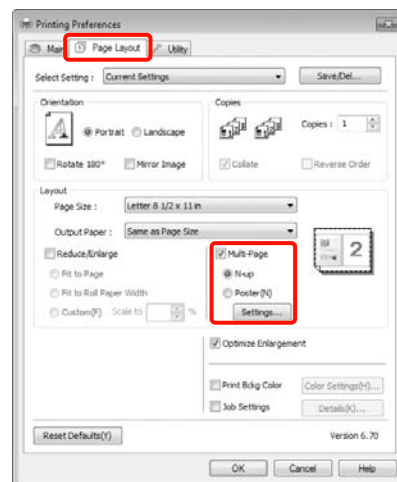 Printing Preferences
Main Page Layout Utility
Select Setting : Current Settings Save/Del...
Orientation Copies
Portrait Landscape Copies : 1
Rotate 180° Mirror Image Collate Reverse Order
Layout
Page Size : Letter 8 1/2 x 11 in
Output Paper : Same as Page Size
Reduce/Enlarge Multi-Page
Fit to Page N-up
Fit to Roll Paper Width Poster(N)
Custom(F) Scale to % Settings...
2
Optimize Enlargement
Print Bckg Color Color Settings(H)...
Job Settings Details(K)...
Reset Defaults(Y) Version 6.70
OK Cancel Help